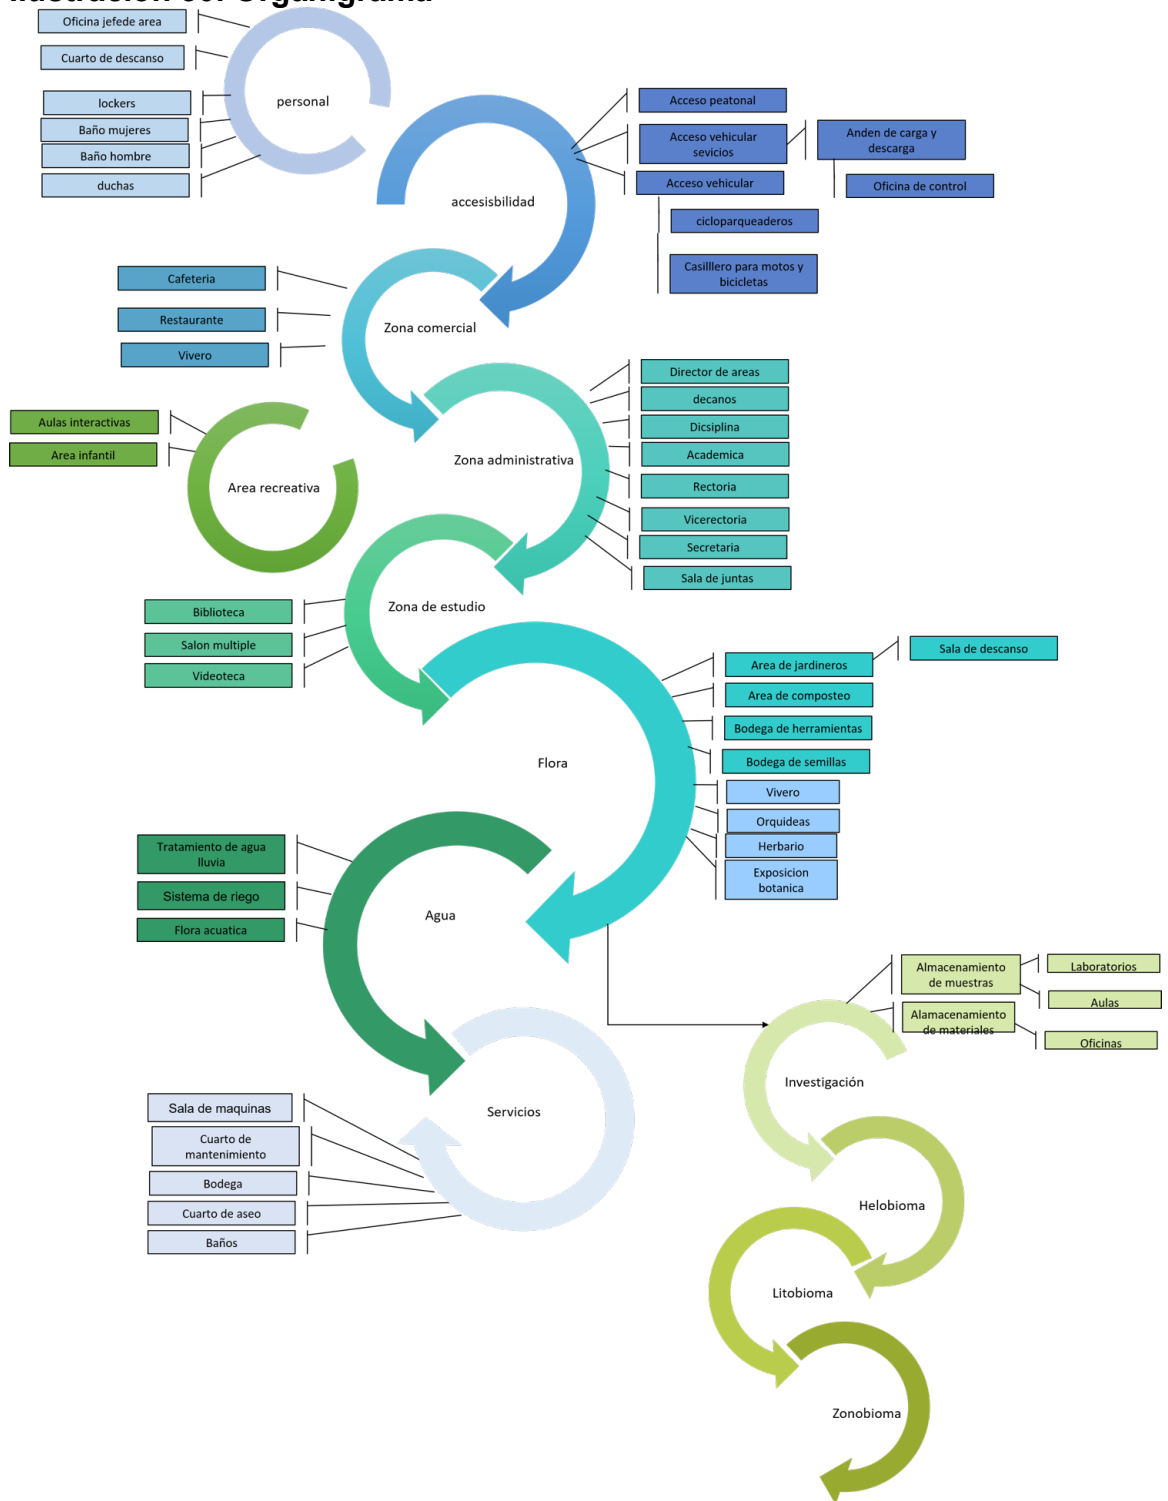 Ilustración 60. Organigrama
Oficina jefede area
Cuarto de descanso
lockers
Baño mujeres
Baño hombre
duchas
personal
accesisbilidad
Acceso peatonal
Acceso vehicular
sevicios
Anden de carga y
descarga
Acceso vehicular
Oficina de control
cicloparqueaderos
Casilllero para motos y
bicicletas
Cafeteria
Restaurante
Vivero
Zona comercial
Director de areas
decanos
Dicsiplina
Academica
Rectoria
Vicerectoria
Secretaria
Sala de juntas
Zona administrativa
Aulas interactivas
Area infantil
Area recreativa
Biblioteca
Salon multiple
Videoteca
Zona de estudio
Area de jardineros
Sala de descanso
Area de composteo
Bodega de herramientas
Bodega de semillas
Vivero
Orquideas
Herbario
Exposicion
botanica
Flora
Tratamiento de agua
lluvia
Sistema de riego
Flora acuatica
Agua
Almacenamiento
de muestras
Laboratorios
Aulas
Alamacenamiento
de materiales
Oficinas
Investigación
Sala de maquinas
Cuarto de
mantenimiento
Bodega
Cuarto de aseo
Baños
Servicios
Helobioma
Litobioma
Zonobioma